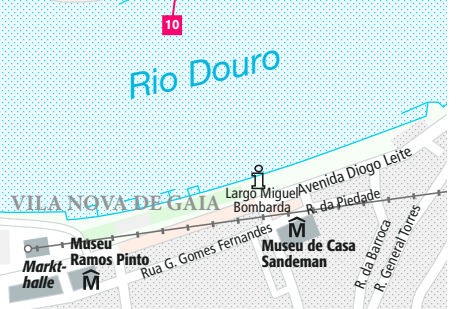 10
Rio Douro
Avenida Diogo Leite
Largo Miguel
Bombarda
VILA NOVA DE GAIA
R. da Piedade
Museu
Ramos Pinto
Rua G. Gomes Fernandes
Museu de Casa
Sandeman
R. da Barroca
R. General Torres
Markt-
halle